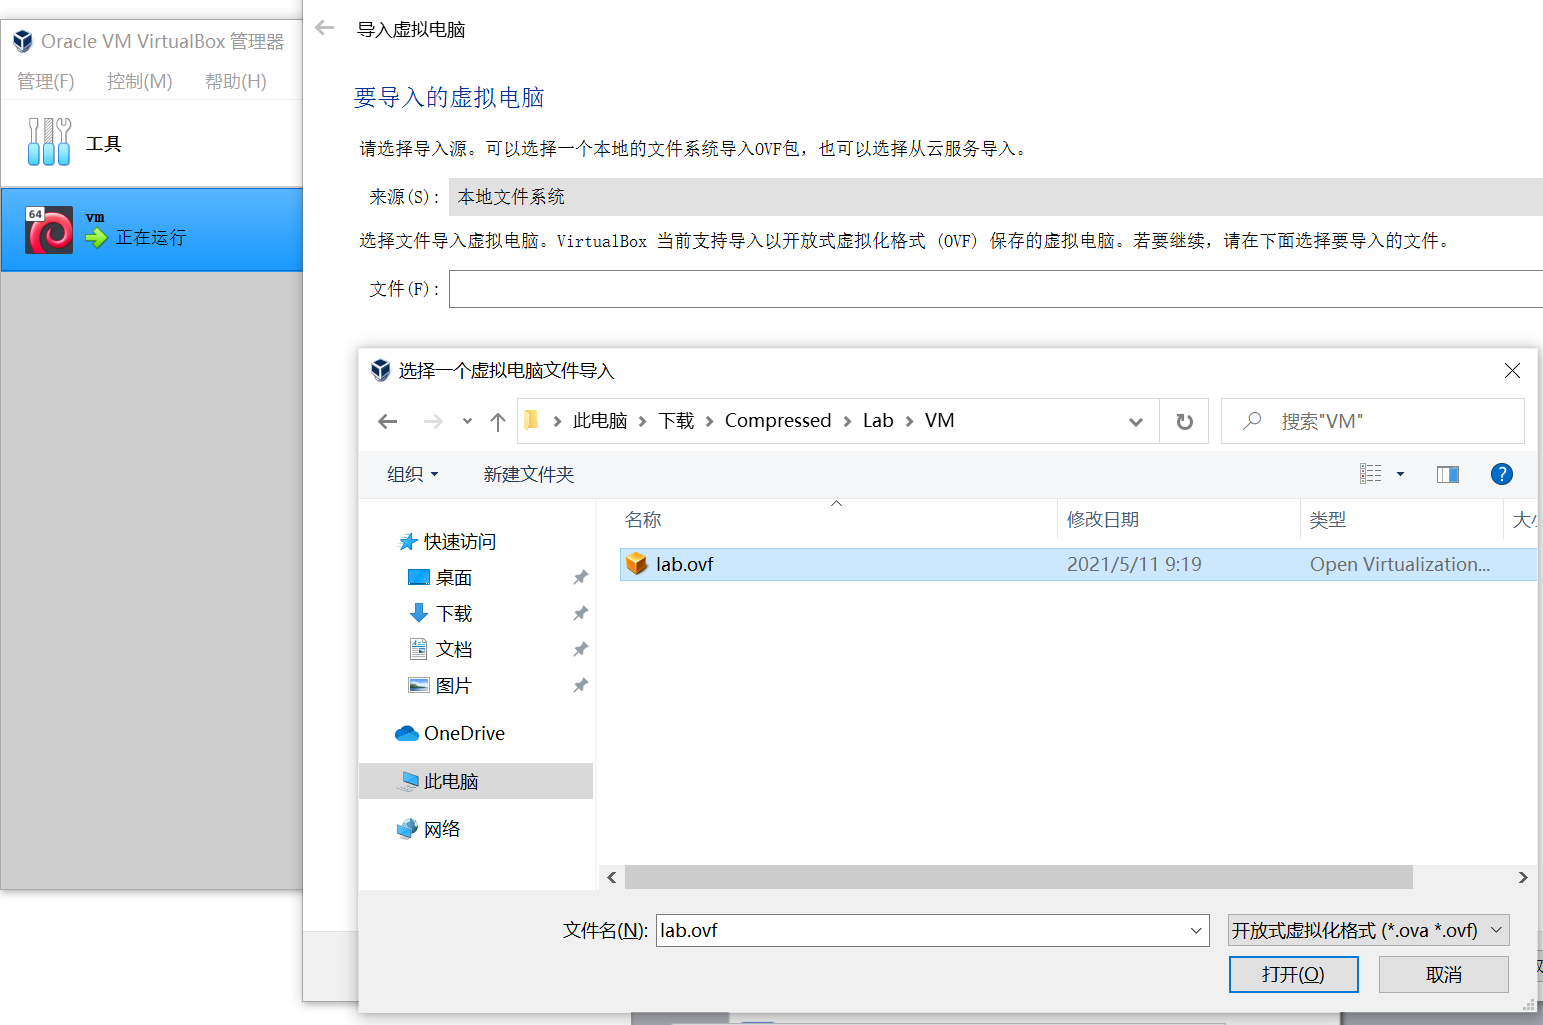 导入虚拟电脑
Oracle VM VirtualBox 管理器
管理(F) 控制(M) 帮助(H)
工具
64
vm
正在运行
要导入的虚拟电脑
请选择导入源。可以选择一个本地的文件系统导入OVF包，也可以选择从云服务导入。
来源(S): 本地文件系统
选择文件导入虚拟电脑。VirtualBox 当前支持导入以开放式虚拟化格式 (OVF) 保存的虚拟电脑。若要继续，请在下面选择要导入的文件。
文件(F):
选择一个虚拟电脑文件导入
此电脑 下载 Compressed Lab VM 搜索"VM"
组织 新建文件夹 ?
名称 修改日期 类型
lab.ovf 2021/5/11 9:19 Open Virtualization...
快速访问
桌面
下载
文档
图片
OneDrive
此电脑
网络
文件名(N): lab.ovf 开放式虚拟化格式 (*.ova *.ovf)
打开(O) 取消